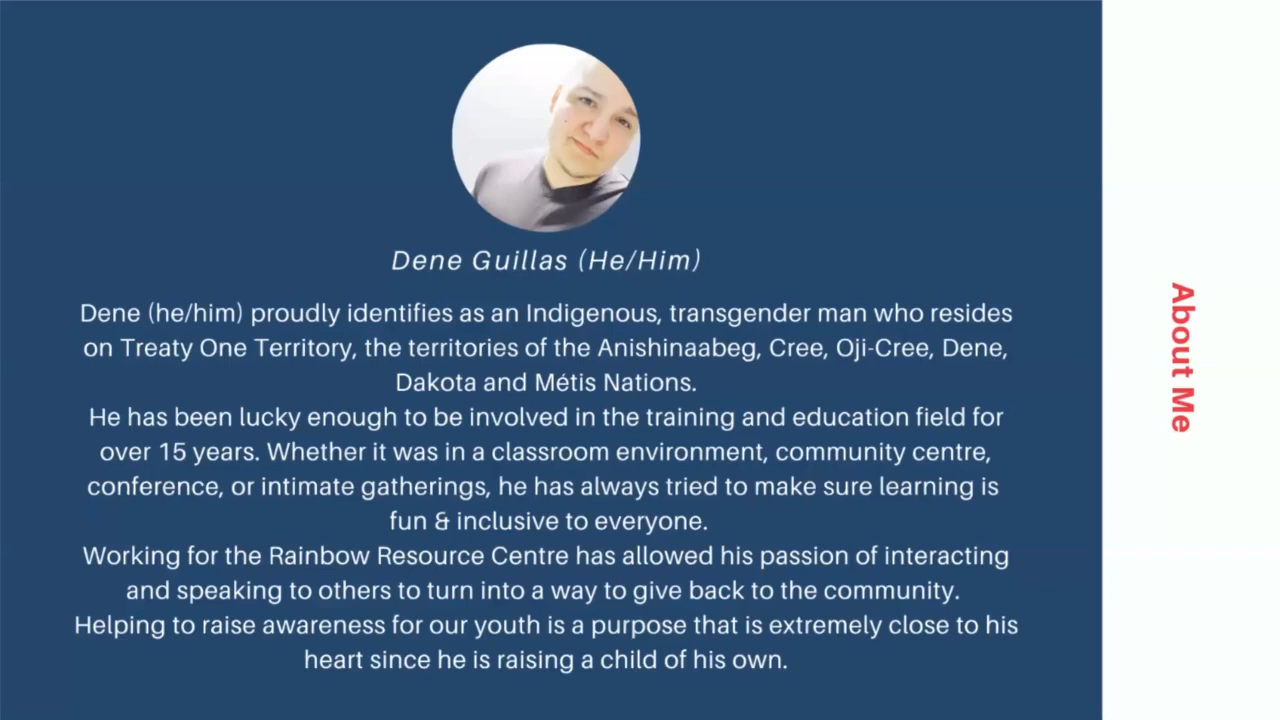 Dene Guillas (He/Him)
Dene (he/him) proudly identifies as an Indigenous, transgender man who resides
on Treaty One Territory, the territories of the Anishinaabeg, Cree, Oji-Cree, Dene,
Dakota and Métis Nations.
He has been lucky enough to be involved in the training and education field for
over 15 years. Whether it was in a classroom environment, community centre,
conference, or intimate gatherings, he has always tried to make sure learning is
fun & inclusive to everyone.
Working for the Rainbow Resource Centre has allowed his passion of interacting
and speaking to others to turn into a way to give back to the community.
Helping to raise awareness for our youth is a purpose that is extremely close to his
heart since he is raising a child of his own.
About Me